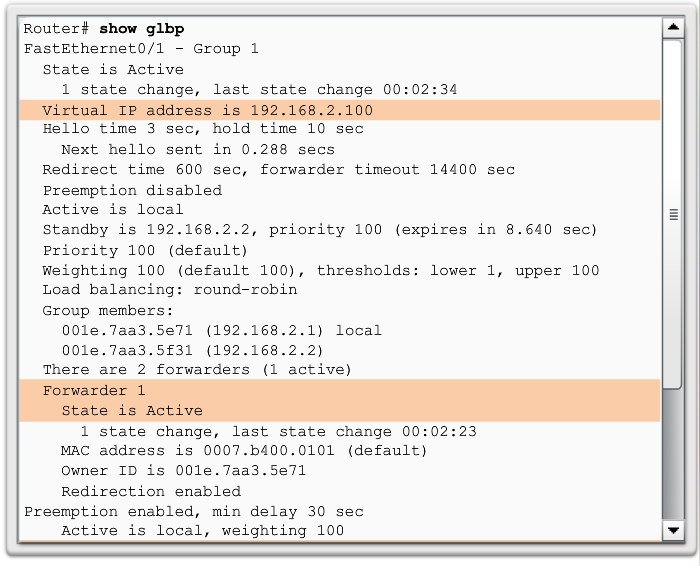 Router# show glbp
FastEthernet0/1 - Group 1
State is Active
1 state change, last state change 00:02:34
Virtual IP address is 192.168.2.100
Hello time 3 sec, hold time 10 sec
Next hello sent in 0.288 secs
Redirect time 600 sec, forwarder timeout 14400 sec
Preemption disabled
Active is local
Standby is 192.168.2.2, priority 100 (expires in 8.640 sec)
Priority 100 (default)
Weighting 100 (default 100), thresholds: lower 1, upper 100
Load balancing: round-robin
Group members:
001e.7aa3.5e71 (192.168.2.1) local
001e.7aa3.5f31 (192.168.2.2)
There are 2 forwarders (1 active)
Forwarder 1
State is Active
1 state change, last state change 00:02:23
MAC address is 0007.b400.0101 (default)
Owner ID is 001e.7aa3.5e71
Redirection enabled
Preemption enabled, min delay 30 sec
Active is local, weighting 100